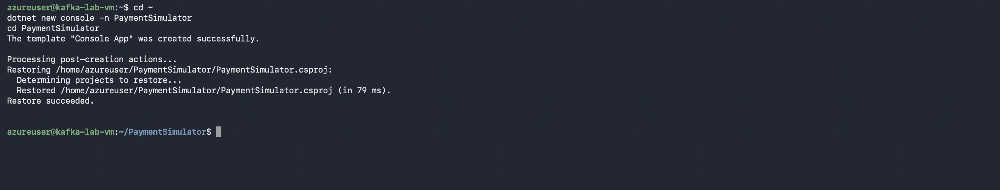 azureuser@kafka-lab-vm:~$ cd ~
dotnet new console -n PaymentSimulator
cd PaymentSimulator
The template "Console App" was created successfully.
Processing post-creation actions...
Restoring /home/azureuser/PaymentSimulator/PaymentSimulator.csproj:
  Determining projects to restore...
  Restored /home/azureuser/PaymentSimulator/PaymentSimulator.csproj (in 79 ms).
Restore succeeded.
azureuser@kafka-lab-vm:~/PaymentSimulator$